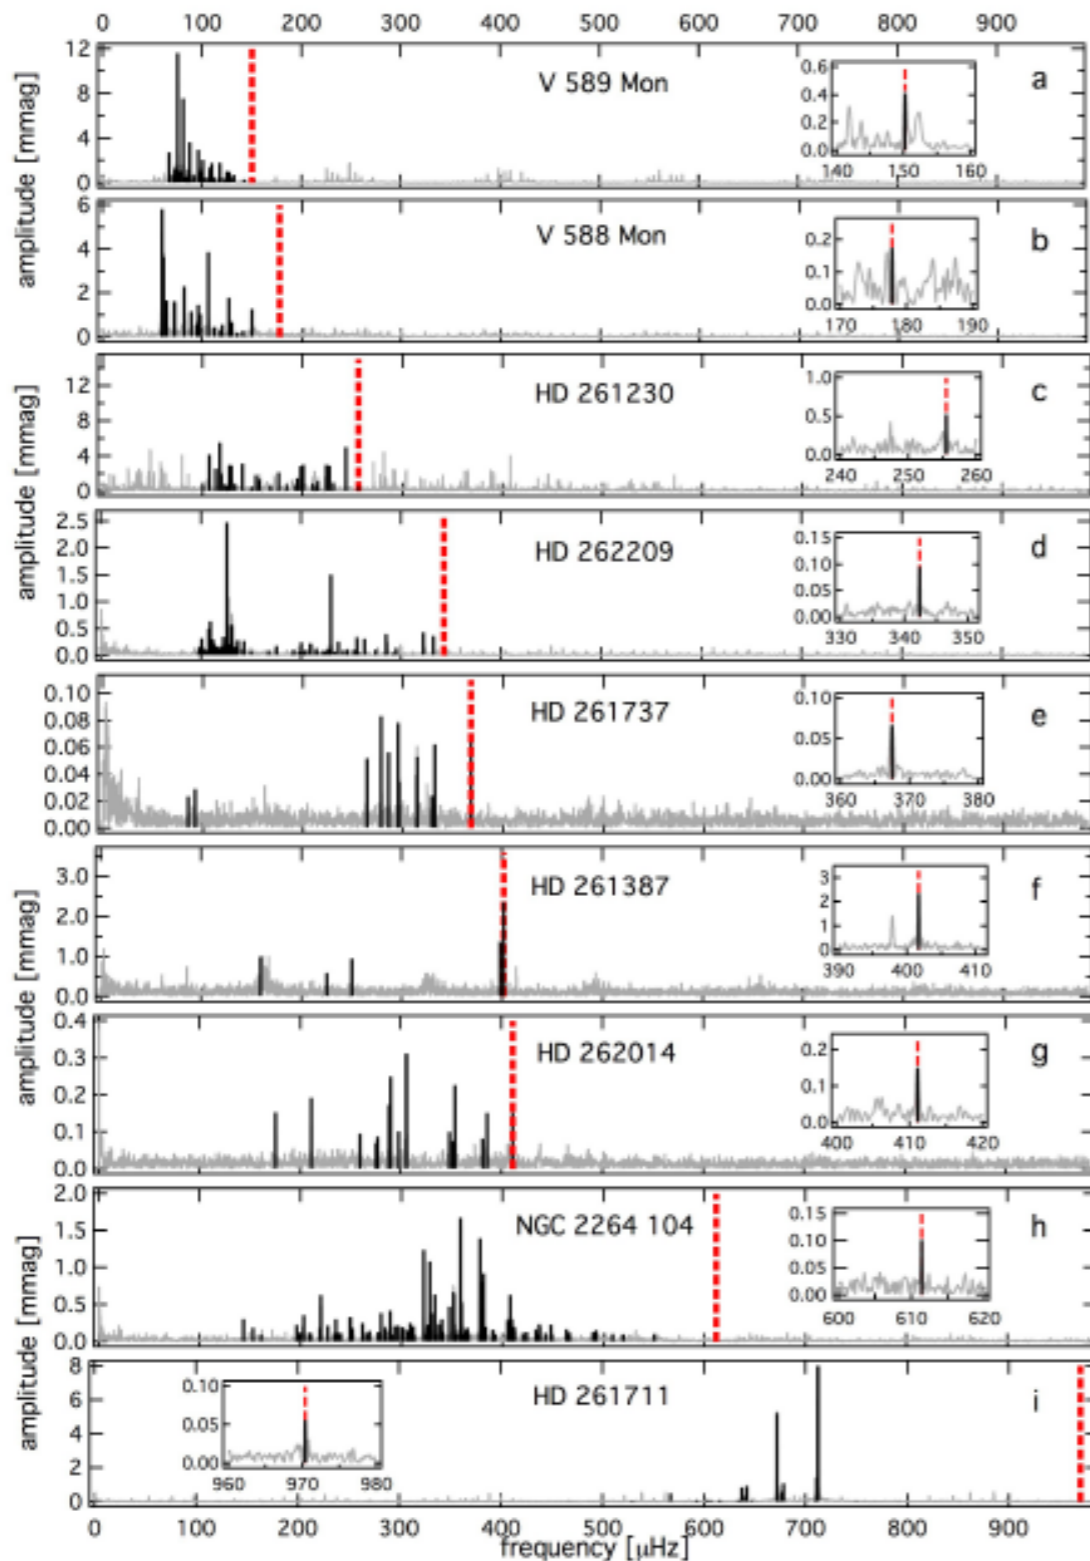 0 100 200 300 400 500 600 700 800 900
amplitude [mmag]
12
8
4
0
V 589 Mon
a
0.6
0.4
0.2
0.0
140 150 160
6
4
2
0
V 588 Mon
b
0.2
0.1
0.0
170 180 190
amplitude [mmag]
12
8
4
0
HD 261230
c
1.0
0.5
0.0
240 250 260
2.5
2.0
1.5
1.0
0.5
0.0
HD 262209
d
0.15
0.10
0.05
0.00
330 340 350
amplitude [mmag]
0.10
0.08
0.06
0.04
0.02
0.00
HD 261737
e
0.10
0.05
0.00
360 370 380
3.0
2.0
1.0
0.0
HD 261387
f
3
2
1
0
390 400 410
amplitude [mmag]
0.4
0.3
0.2
0.1
0.0
HD 262014
g
0.2
0.1
0.0
400 411 420
2.0
1.5
1.0
0.5
0.0
NGC 2264 104
h
0.15
0.10
0.05
0.00
600 610 620
amplitude [mmag]
8
6
4
2
0
HD 261711
i
0.10
0.05
0.00
960 970 980
0 100 200 300 400 500 600 700 800 900
frequency [µHz]